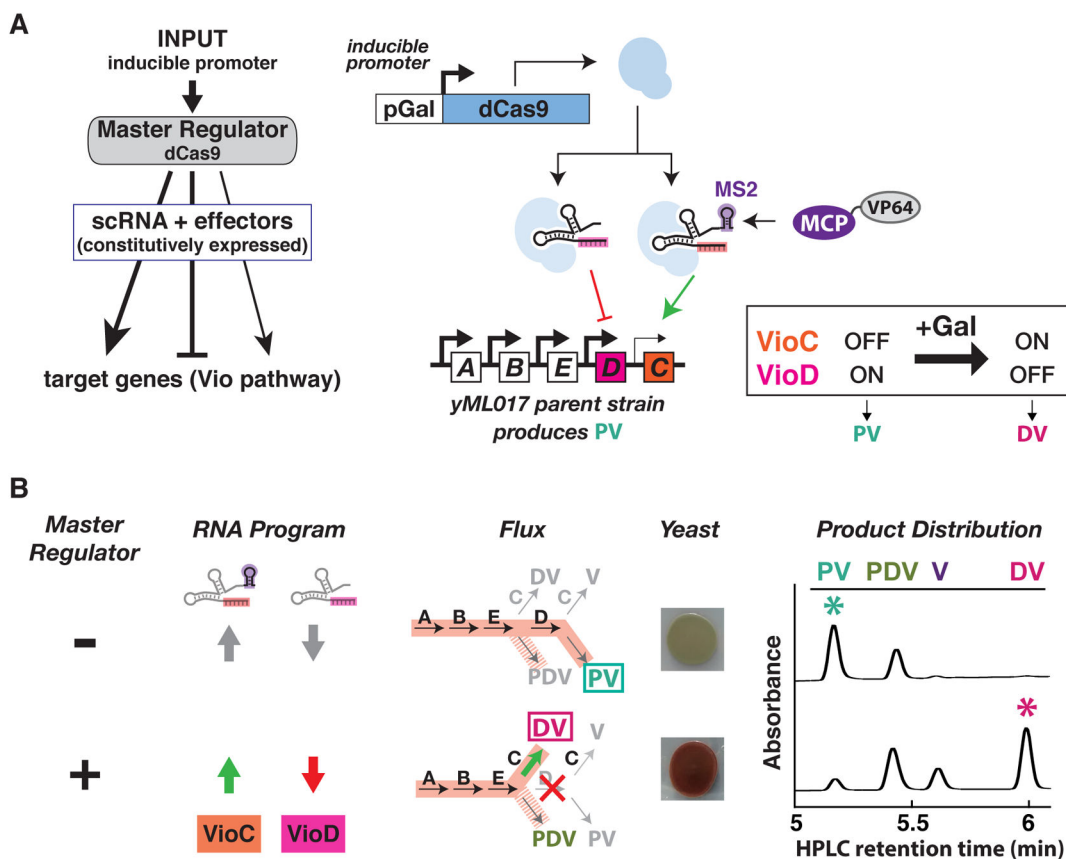 A
INPUT
inducible promoter
Master Regulator
dCas9
scRNA + effectors
(constitutively expressed)
target genes (Vio pathway)
inducible
promoter
pGal
dCas9
MS2
MCP
VP64
A B E D C
yML017 parent strain
produces PV
+Gal
VioC OFF ON
VioD ON OFF
PV DV
B
Master
Regulator
RNA Program
Flux
Yeast
Product Distribution
-
A B E D C C
DV V
PDV PV
+
A B E D C C
DV V
PDV PV
VioC VioD
PV PDV V DV
*
*
Absorbance
5 5.5 6
HPLC retention time (min)